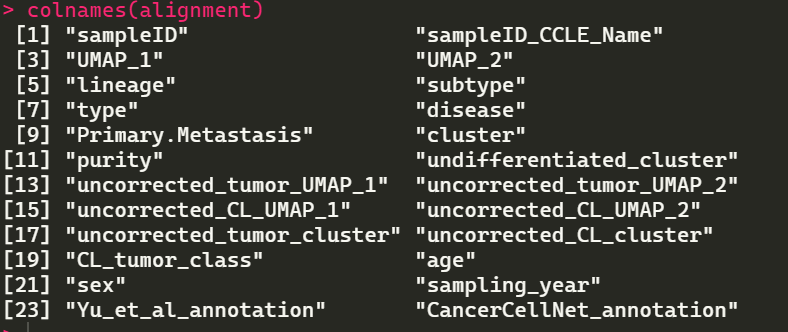 > colnames(alignment)
[1] "sampleID" "sampleID_CCLE_Name"
[3] "UMAP_1" "UMAP_2"
[5] "lineage" "subtype"
[7] "type" "disease"
[9] "Primary.Metastasis" "cluster"
[11] "purity" "undifferentiated_cluster"
[13] "uncorrected_tumor_UMAP_1" "uncorrected_tumor_UMAP_2"
[15] "uncorrected_CL_UMAP_1" "uncorrected_CL_UMAP_2"
[17] "uncorrected_tumor_cluster" "uncorrected_CL_cluster"
[19] "CL_tumor_class" "age"
[21] "sex" "sampling_year"
[23] "Yu_et_al_annotation" "CancerCellNet_annotation"